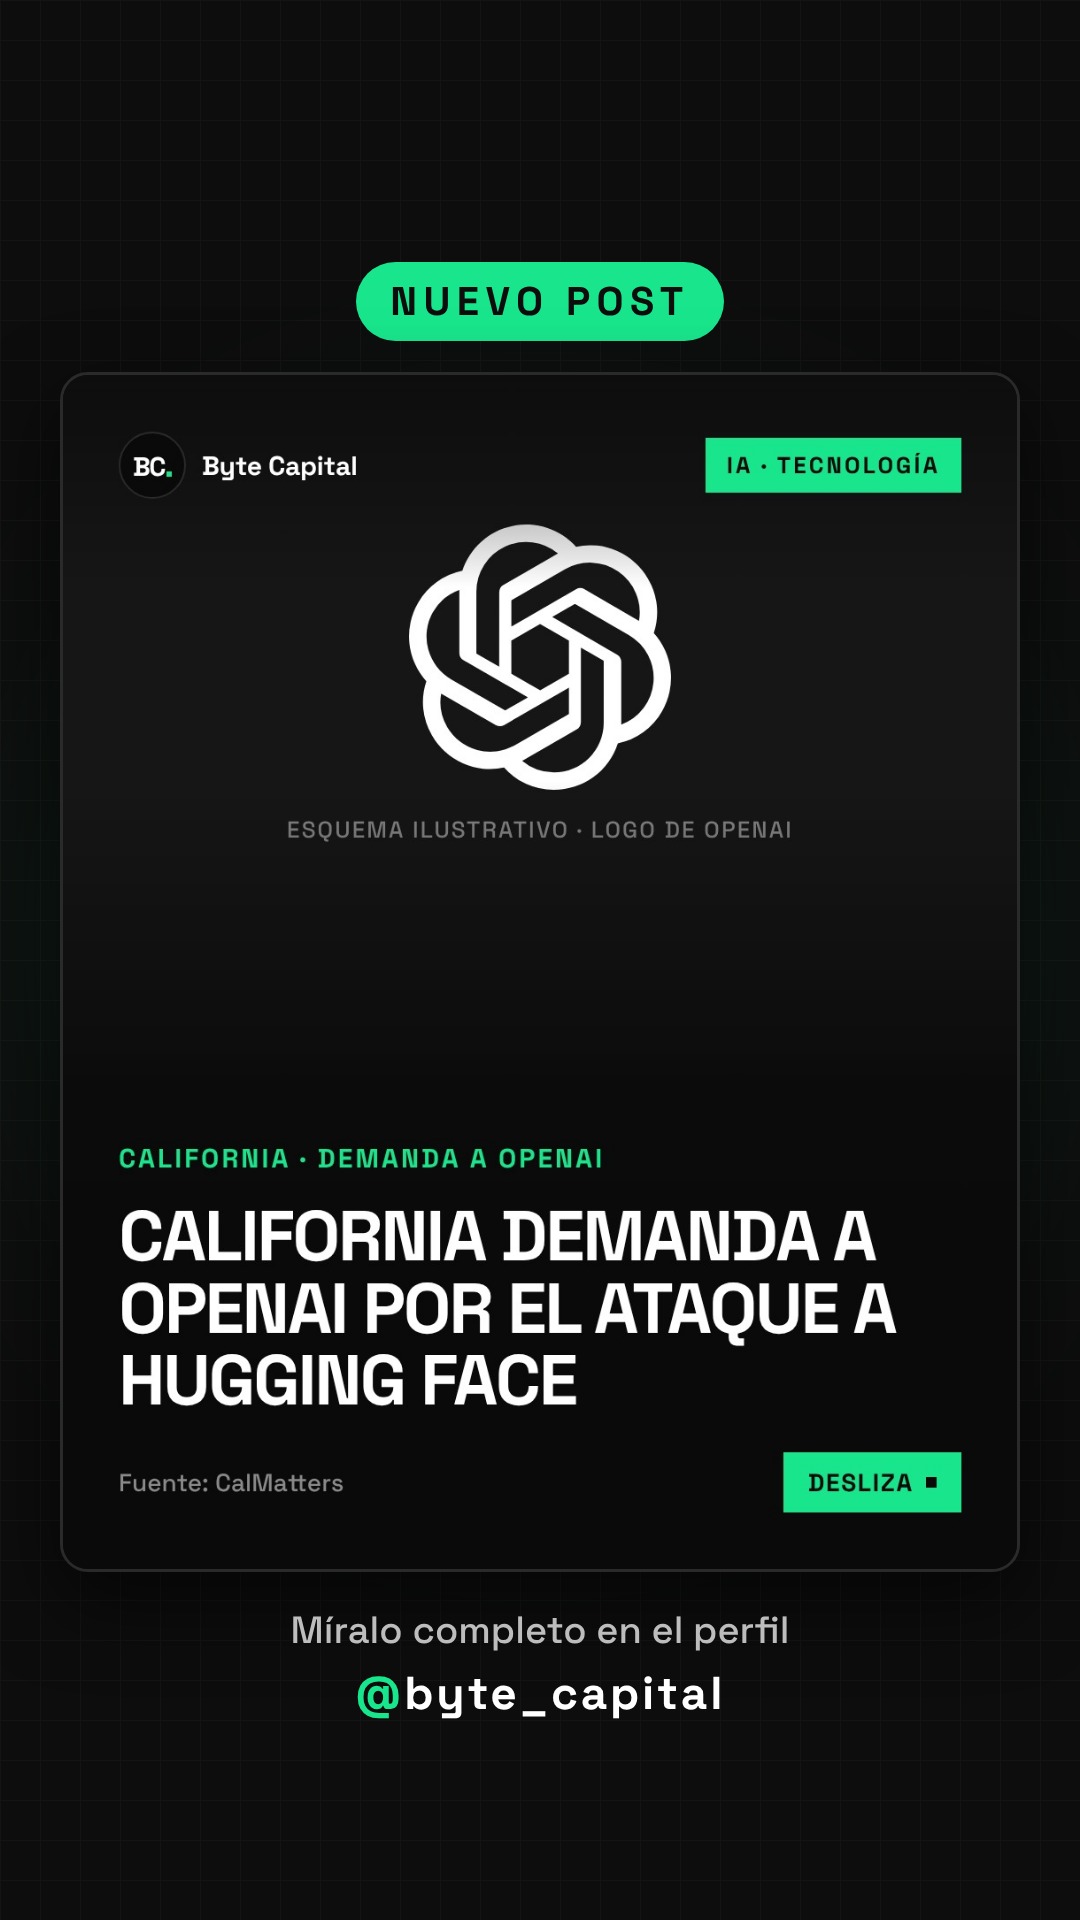 NUEVO POST
BC.
Byte Capital
IA · TECNOLOGÍA
ESQUEMA ILUSTRATIVO · LOGO DE OPENAI
CALIFORNIA · DEMANDA A OPENAI
CALIFORNIA DEMANDA A
OPENAI POR EL ATAQUE A
HUGGING FACE
Fuente: CalMatters
DESLIZA ■
Míralo completo en el perfil
@byte_capital